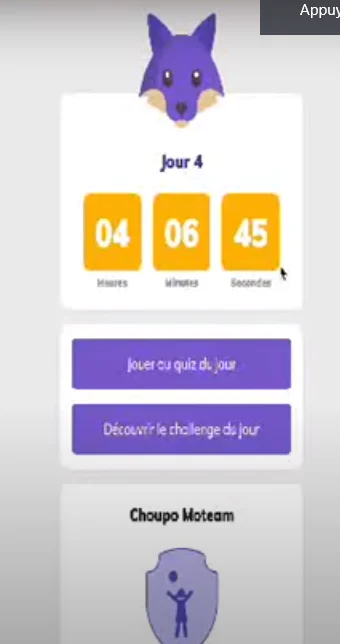 Appuy
Jour 4
04 06 45
Heures Minutes Secondes
Jouer au quiz du jour
Découvrir le challenge du jour
Choupo Moteam